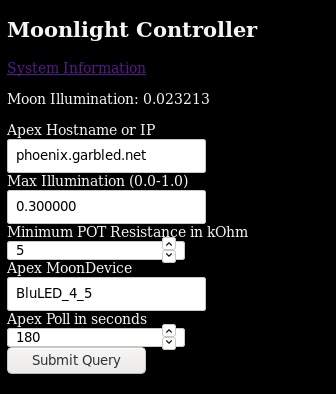 Moonlight Controller
System Information
Moon Illumination: 0.023213
Apex Hostname or IP
phoenix.garbled.net
Max Illumination (0.0-1.0)
0.300000
Minimum POT Resistance in kOhm
5
Apex MoonDevice
BluLED_4_5
Apex Poll in seconds
180
Submit Query